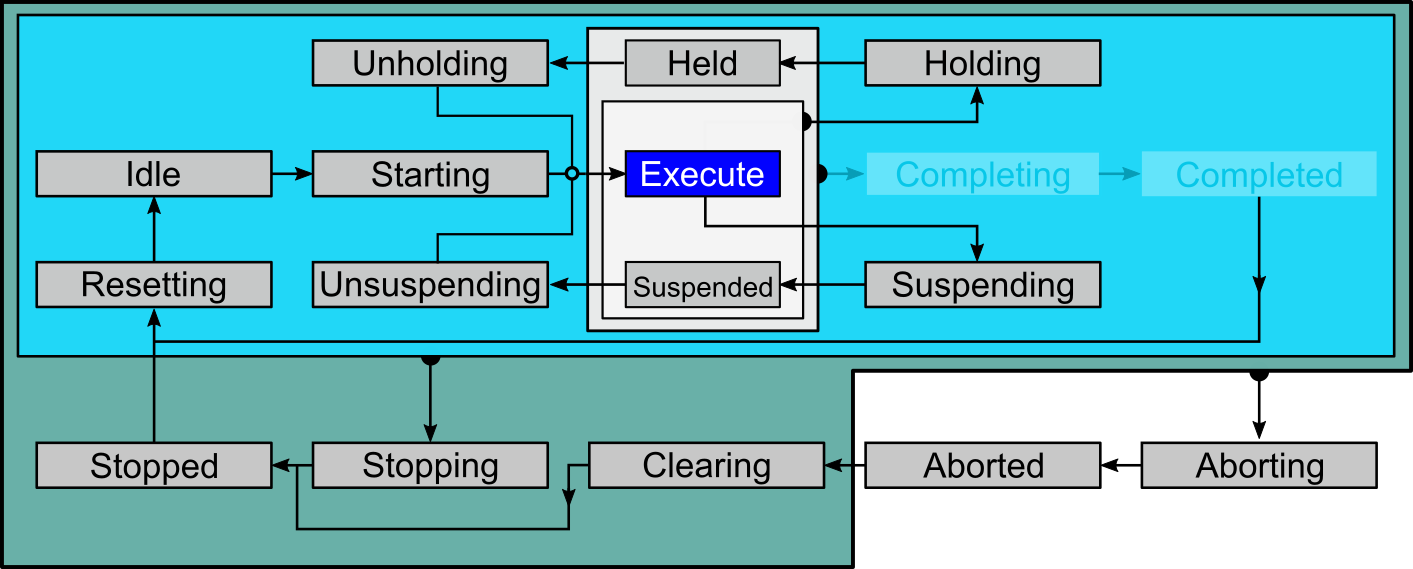 Unholding
Held
Holding
Idle
Starting
Execute
Completing
Completed
Resetting
Unsuspending
Suspended
Suspending
Stopped
Stopping
Clearing
Aborted
Aborting